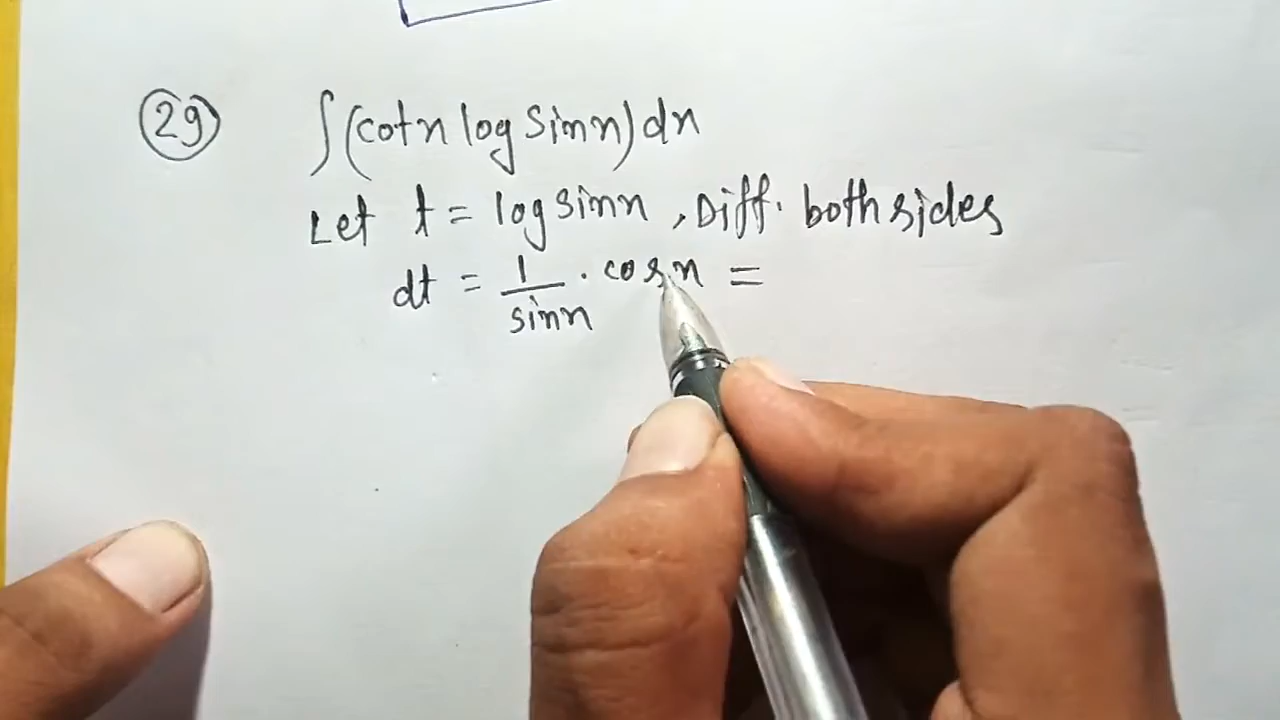 29 ∫(cotx log sinx)dx
Let t = log sinx, Diff. both sides
dt = 1/sinx · cosx =